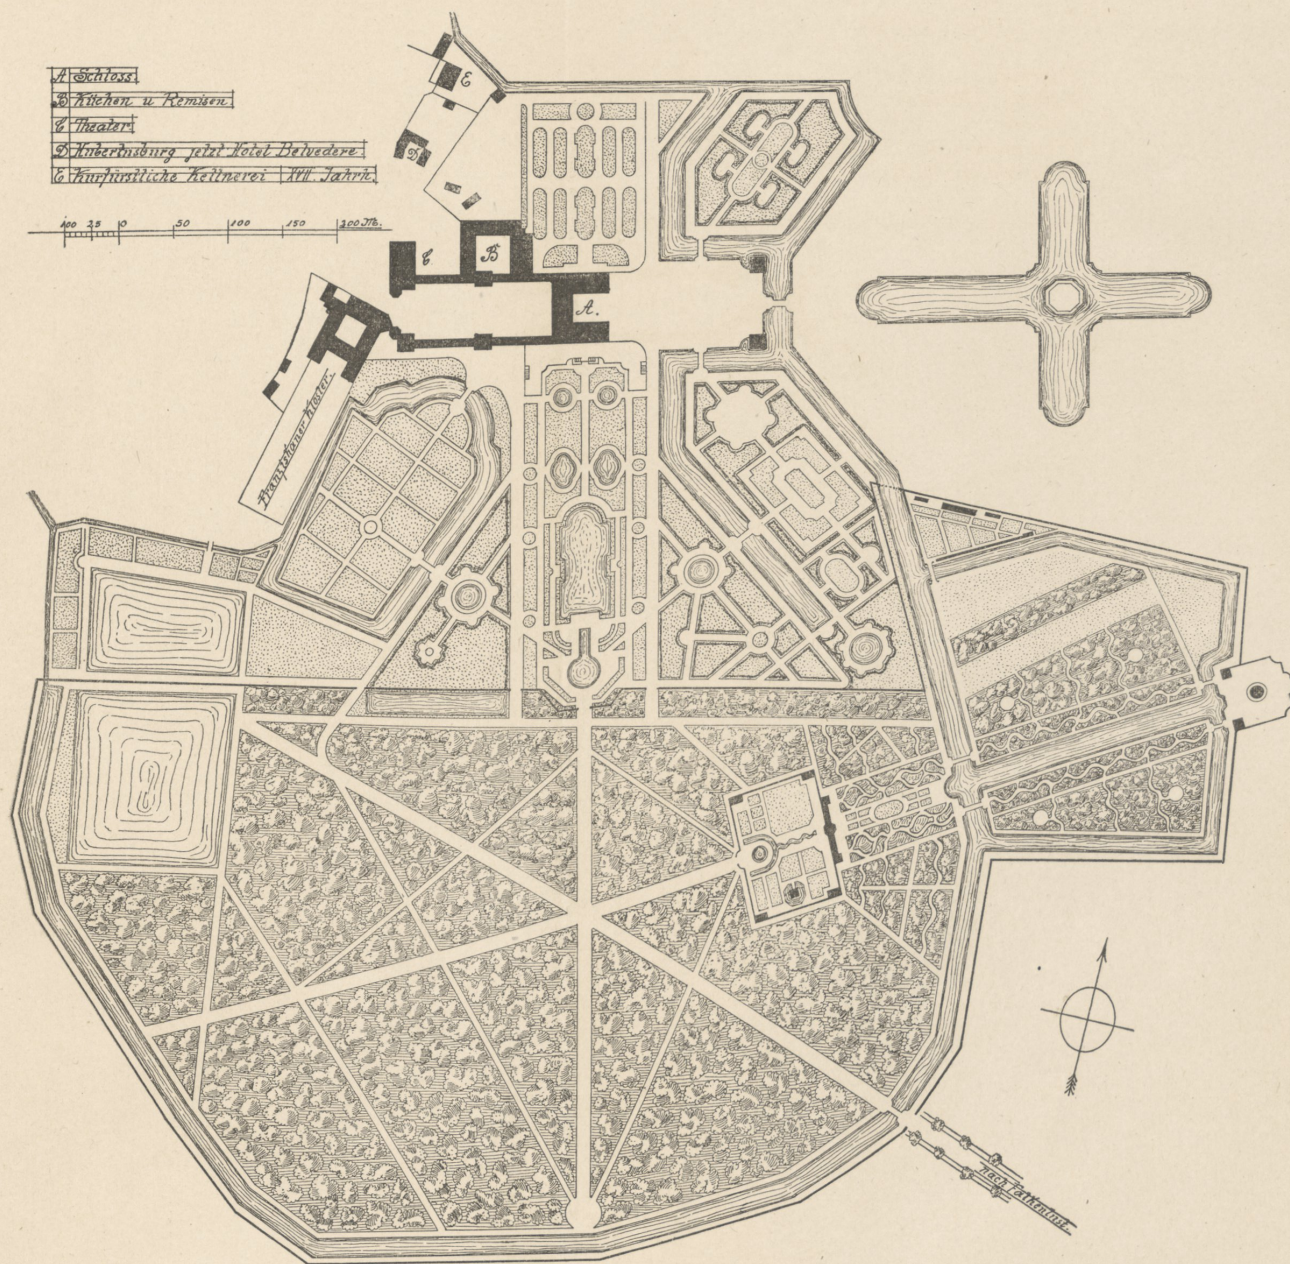 A Schloss.
B Küchen u Remisen
C Theater.
D Hubertusburg jetzt Hotel Belvedere.
E Kurfürstliche Kellnerei XVII. Jahrh.
100 25 0 50 100 150 200 M.
E
D
C
B
A.
Franziskaner Kloster.
Nach Falkenlust.